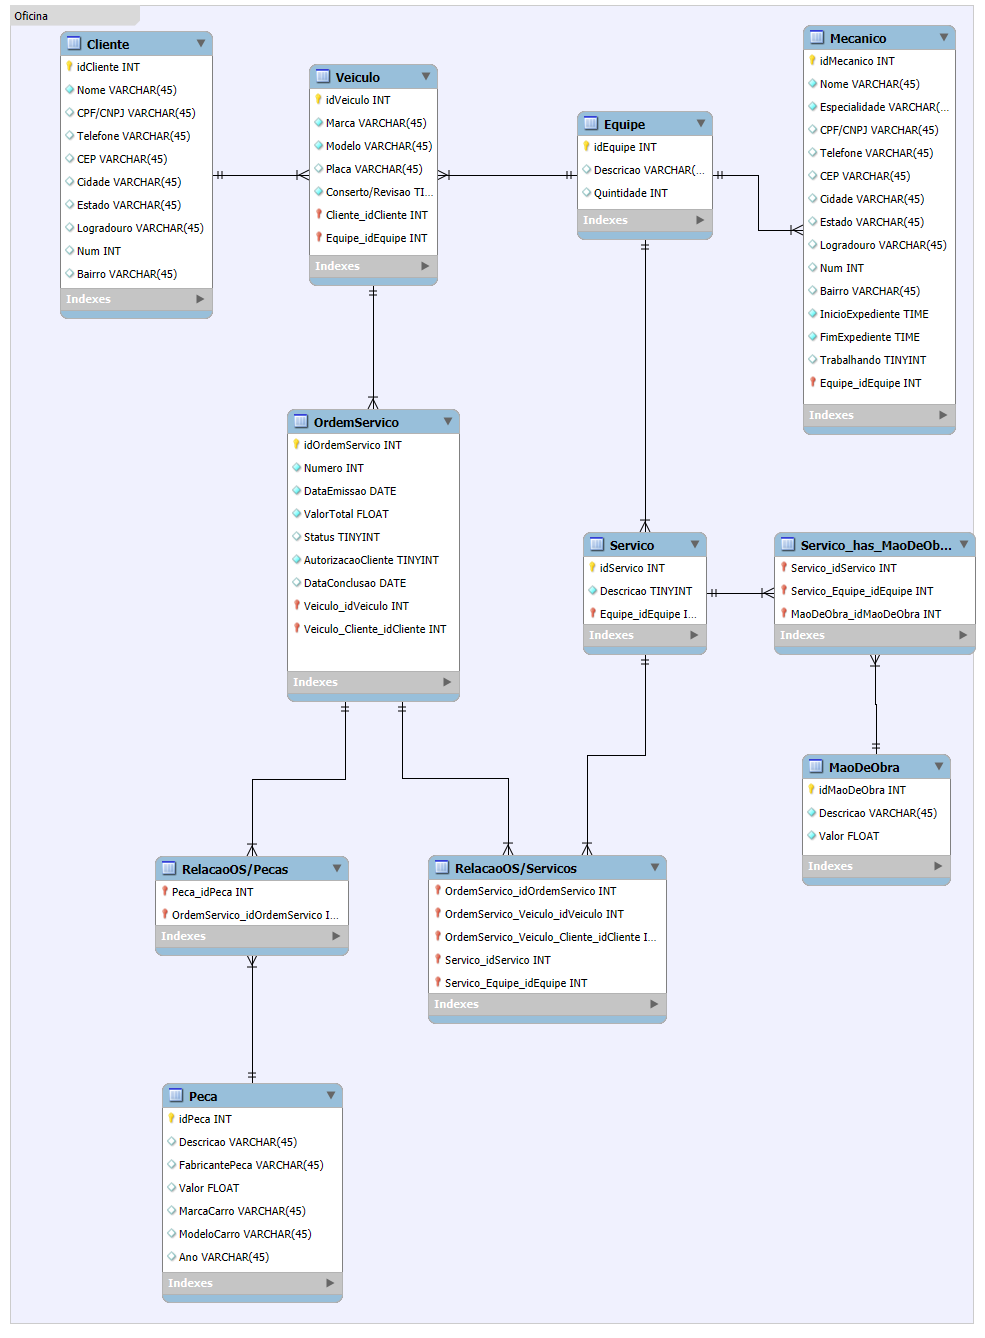 Oficina
Cliente
idCliente INT
Nome VARCHAR(45)
CPF/CNPJ VARCHAR(45)
Telefone VARCHAR(45)
CEP VARCHAR(45)
Cidade VARCHAR(45)
Estado VARCHAR(45)
Logradouro VARCHAR(45)
Num INT
Bairro VARCHAR(45)
Indexes
Veiculo
idVeiculo INT
Marca VARCHAR(45)
Modelo VARCHAR(45)
Placa VARCHAR(45)
Conserto/Revisao TI...
Cliente_idCliente INT
Equipe_idEquipe INT
Indexes
Equipe
idEquipe INT
Descricao VARCHAR(...
Quintidade INT
Indexes
Mecanico
idMecanico INT
Nome VARCHAR(45)
Especialidade VARCHAR(...
CPF/CNPJ VARCHAR(45)
Telefone VARCHAR(45)
CEP VARCHAR(45)
Cidade VARCHAR(45)
Estado VARCHAR(45)
Logradouro VARCHAR(45)
Num INT
Bairro VARCHAR(45)
InicioExpediente TIME
FimExpediente TIME
Trabalhando TINYINT
Equipe_idEquipe INT
Indexes
OrdemServico
idOrdemServico INT
Numero INT
DataEmissao DATE
ValorTotal FLOAT
Status TINYINT
AutorizacaoCliente TINYINT
DataConclusao DATE
Veiculo_idVeiculo INT
Veiculo_Cliente_idCliente INT
Indexes
Servico
idServico INT
Descricao TINYINT
Equipe_idEquipe I...
Indexes
Servico_has_MaoDeOb...
Servico_idServico INT
Servico_Equipe_idEquipe INT
MaoDeObra_idMaoDeObra INT
Indexes
MaoDeObra
idMaoDeObra INT
Descricao VARCHAR(45)
Valor FLOAT
Indexes
RelacaoOS/Pecas
Peca_idPeca INT
OrdemServico_idOrdemServico I...
Indexes
RelacaoOS/Servicos
OrdemServico_idOrdemServico INT
OrdemServico_Veiculo_idVeiculo INT
OrdemServico_Veiculo_Cliente_idCliente I...
Servico_idServico INT
Servico_Equipe_idEquipe INT
Indexes
Peca
idPeca INT
Descricao VARCHAR(45)
FabricantePeca VARCHAR(45)
Valor FLOAT
MarcaCarro VARCHAR(45)
ModeloCarro VARCHAR(45)
Ano VARCHAR(45)
Indexes